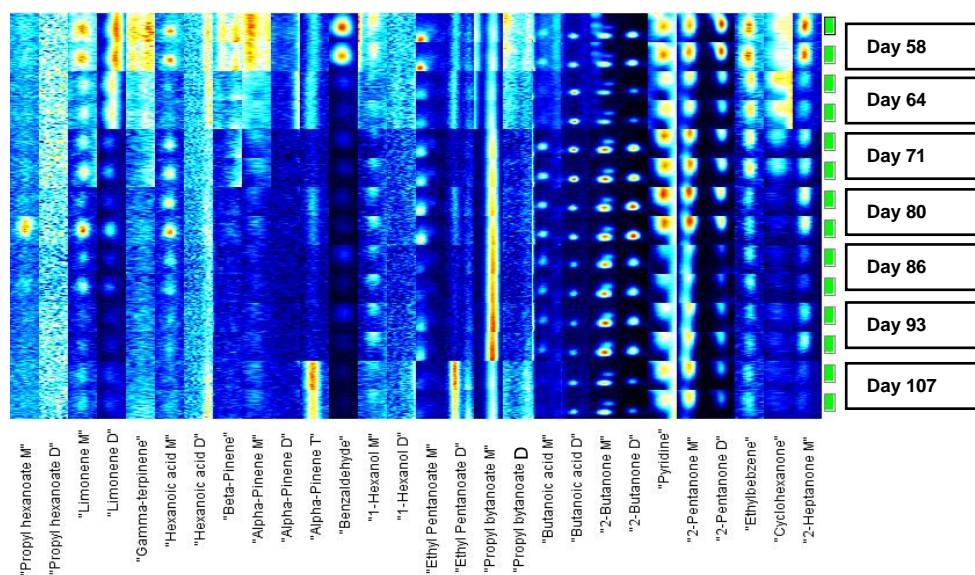 Day 58
Day 64
Day 71
Day 80
Day 86
Day 93
Day 107
"Propyl hexanoate M"
"Propyl hexanoate D"
"Limonene M"
"Limonene D"
"Gamma-terpinene"
"Hexanoic acid M"
"Hexanoic acid D"
"Beta-Pinene"
"Alpha-Pinene M"
"Alpha-Pinene D"
"Alpha-Pinene T"
"Benzaldehyde"
"1-Hexanol M"
"1-Hexanol D"
"Ethyl Pentanoate M"
"Ethyl Pentanoate D"
"Propyl bytanoate M"
"Propyl bytanoate D
"Butanoic acid M"
"Butanoic acid D"
"2-Butanone M"
"2-Butanone D"
"Pyridine"
"2-Pentanone M"
"2-Pentanone D"
"Ethylbebzene"
"Cyclohexanone"
"2-Heptanone M"